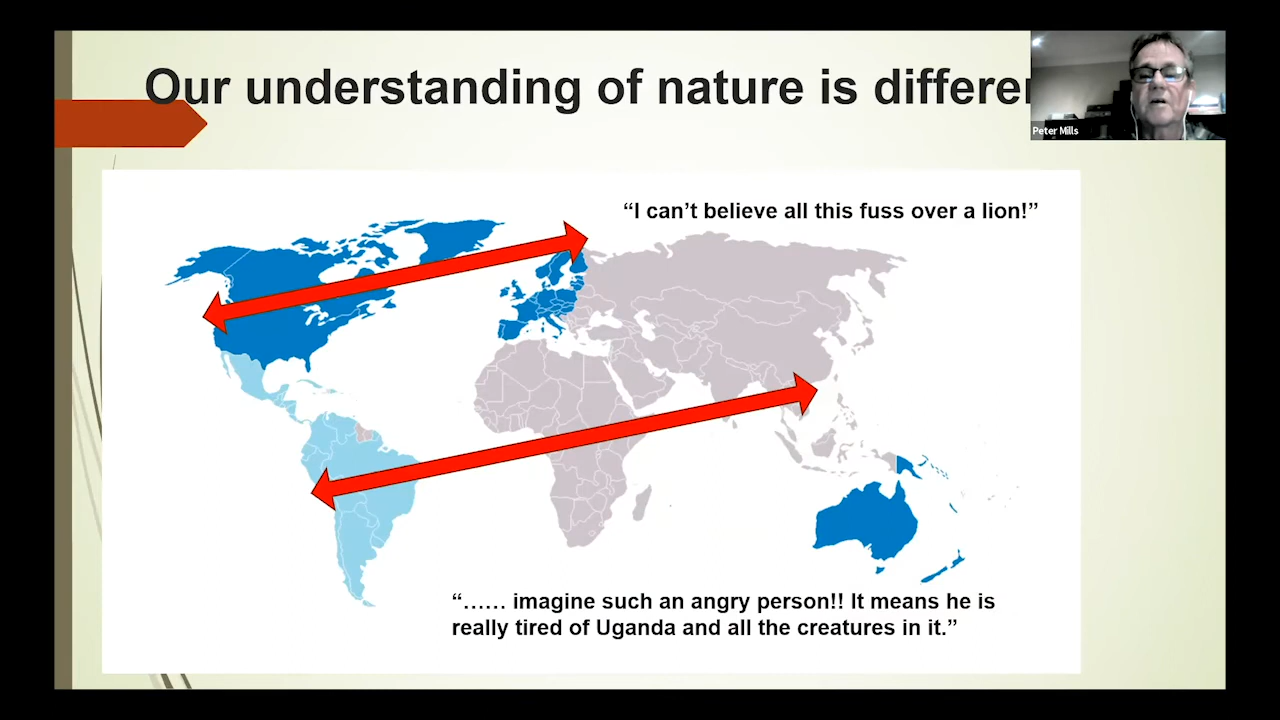 Our understanding of nature is differe
Peter Mills
“I can’t believe all this fuss over a lion!”
“…… imagine such an angry person!! It means he is
really tired of Uganda and all the creatures in it.”